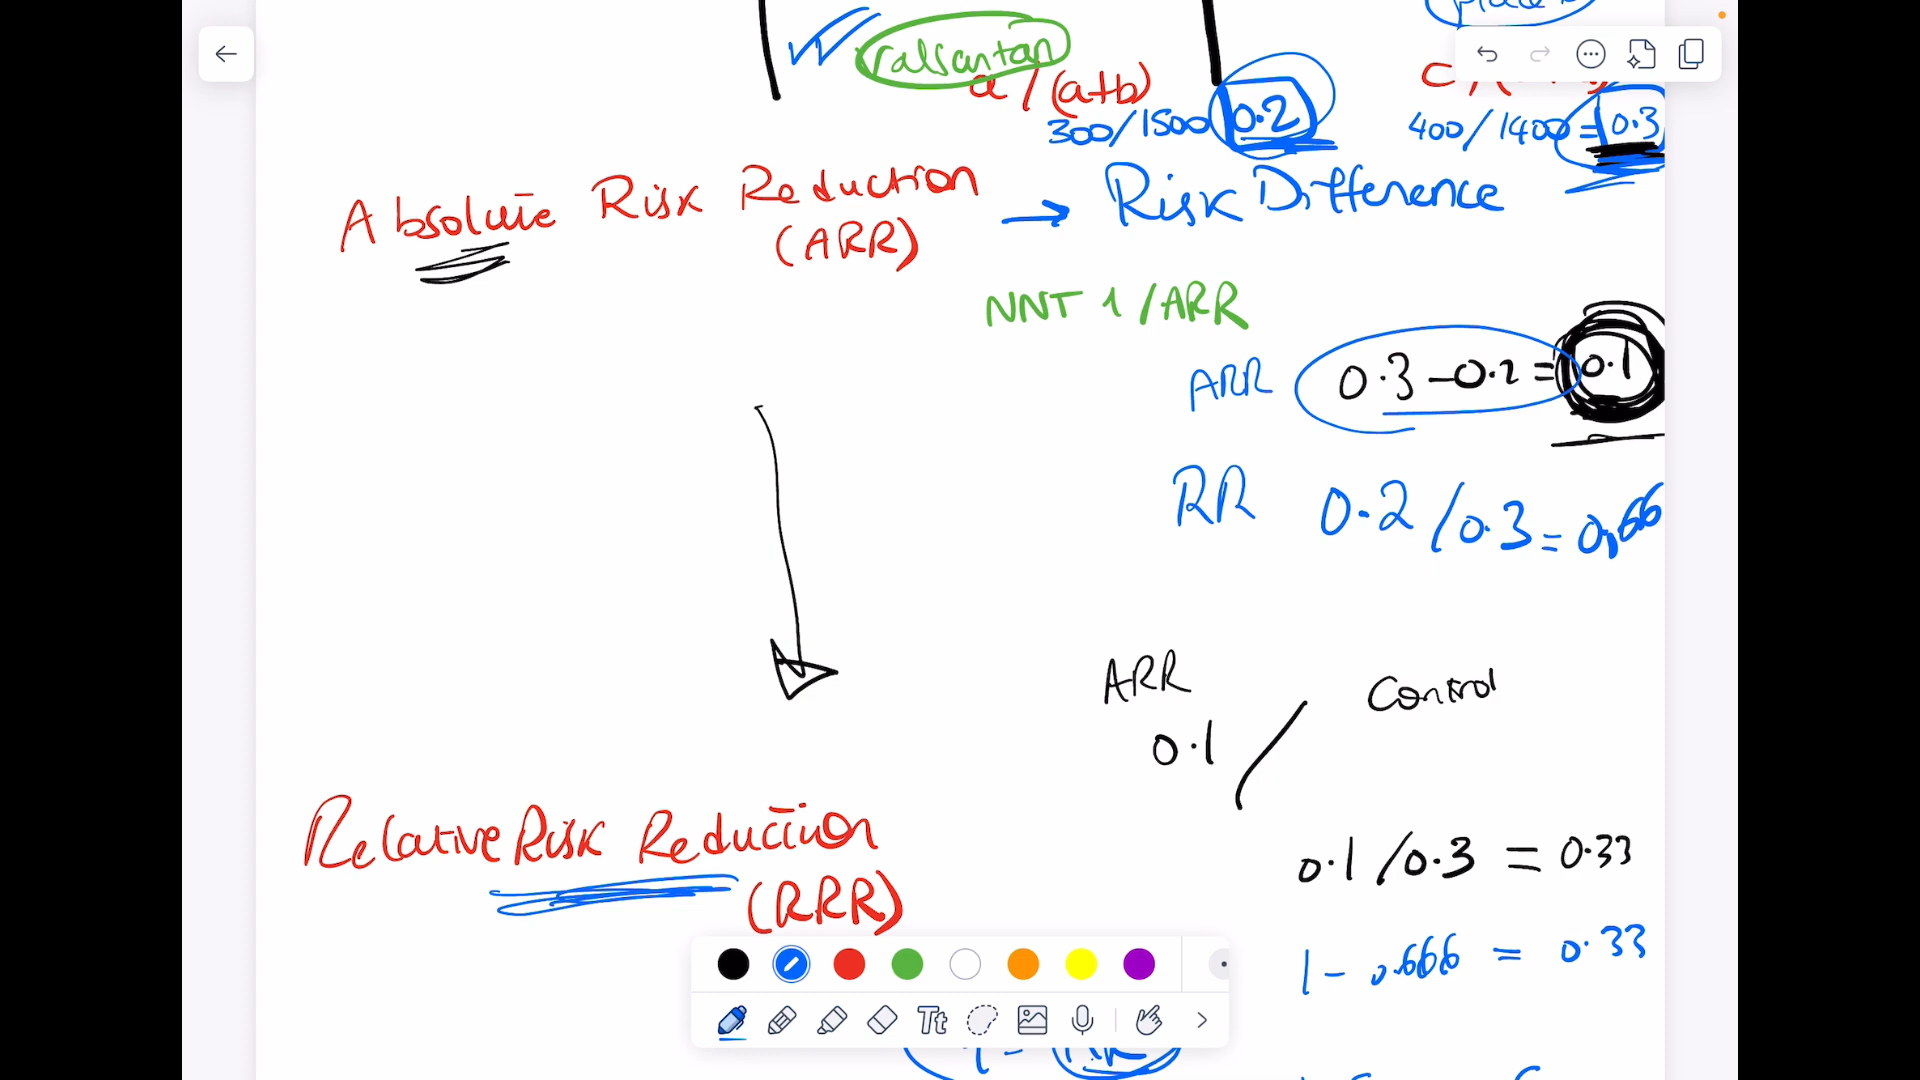 ralsartan
a / (a+b)
300/1500 0.2
400/1400 = 0.3
Absolute Risk Reduction → Risk Difference
(ARR)
NNT 1/ARR
ARR 0.3-0.2 = 0.1
RR 0.2/0.3 = 0.66
ARR Control
0.1 /
Relative Risk Reduction
(RRR)
0.1/0.3 = 0.33
1 - 0.666 = 0.33
Tt